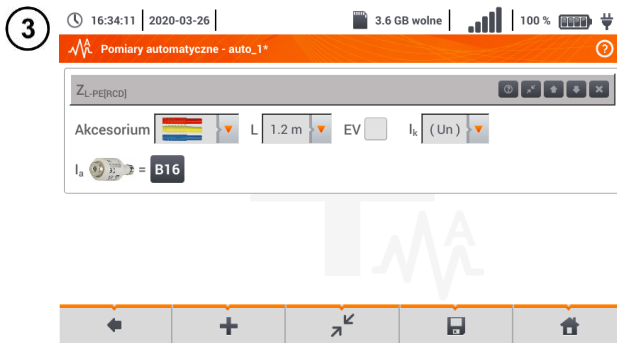 3
16:34:11 2020-03-26 3.6 GB wolne 100 %
Pomiary automatyczne - auto_1*
ZL-PE[RCD]
Akcesorium L 1.2 m EV Ik ( Un )
Ia = B16